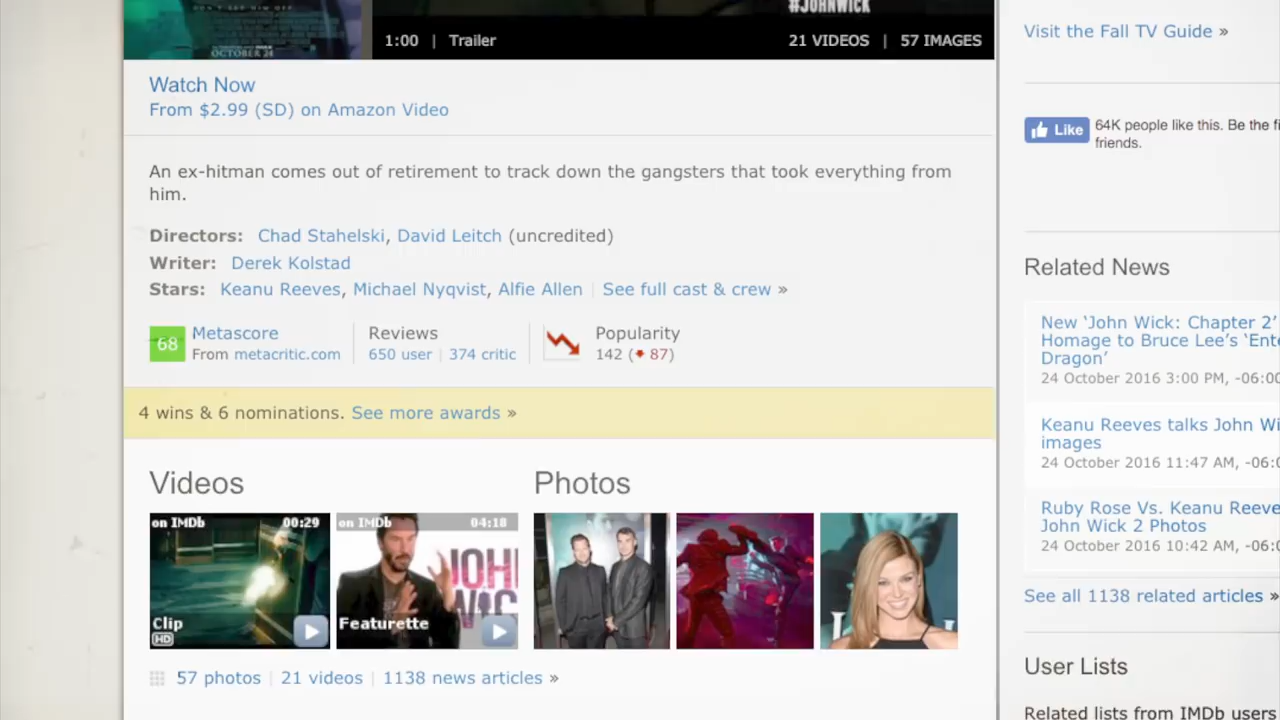 DON'T SET HIM OFF
OCTOBER 24
#JOHNWICK
1:00 | Trailer
21 VIDEOS | 57 IMAGES
Watch Now
From $2.99 (SD) on Amazon Video
An ex-hitman comes out of retirement to track down the gangsters that took everything from
him.
Directors: Chad Stahelski, David Leitch (uncredited)
Writer: Derek Kolstad
Stars: Keanu Reeves, Michael Nyqvist, Alfie Allen | See full cast & crew »
68 Metascore
From metacritic.com
Reviews
650 user | 374 critic
Popularity
142 (87)
4 wins & 6 nominations. See more awards »
Videos
on IMDb 00:29
Clip
HD
on IMDb 04:18
JOH
WIC
Featurette
Photos
57 photos | 21 videos | 1138 news articles »
Visit the Fall TV Guide »
Like
64K people like this. Be the fi
friends.
Related News
New ‘John Wick: Chapter 2’
Homage to Bruce Lee’s ‘Ente
Dragon’
24 October 2016 3:00 PM, -06:00
Keanu Reeves talks John Wi
images
24 October 2016 11:47 AM, -06:0
Ruby Rose Vs. Keanu Reeve
John Wick 2 Photos
24 October 2016 10:42 AM, -06:0
See all 1138 related articles »
User Lists
Related lists from IMDb users